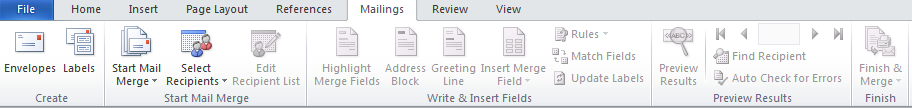 File Home Insert Page Layout References Mailings Review View
Envelopes Labels
Create
Start Mail Merge
Select Recipients
Edit Recipient List
Start Mail Merge
Highlight Merge Fields
Address Block
Greeting Line
Insert Merge Field
Rules
Match Fields
Update Labels
Write & Insert Fields
«ABC»
Preview Results
Find Recipient
Auto Check for Errors
Preview Results
Finish & Merge
Finish